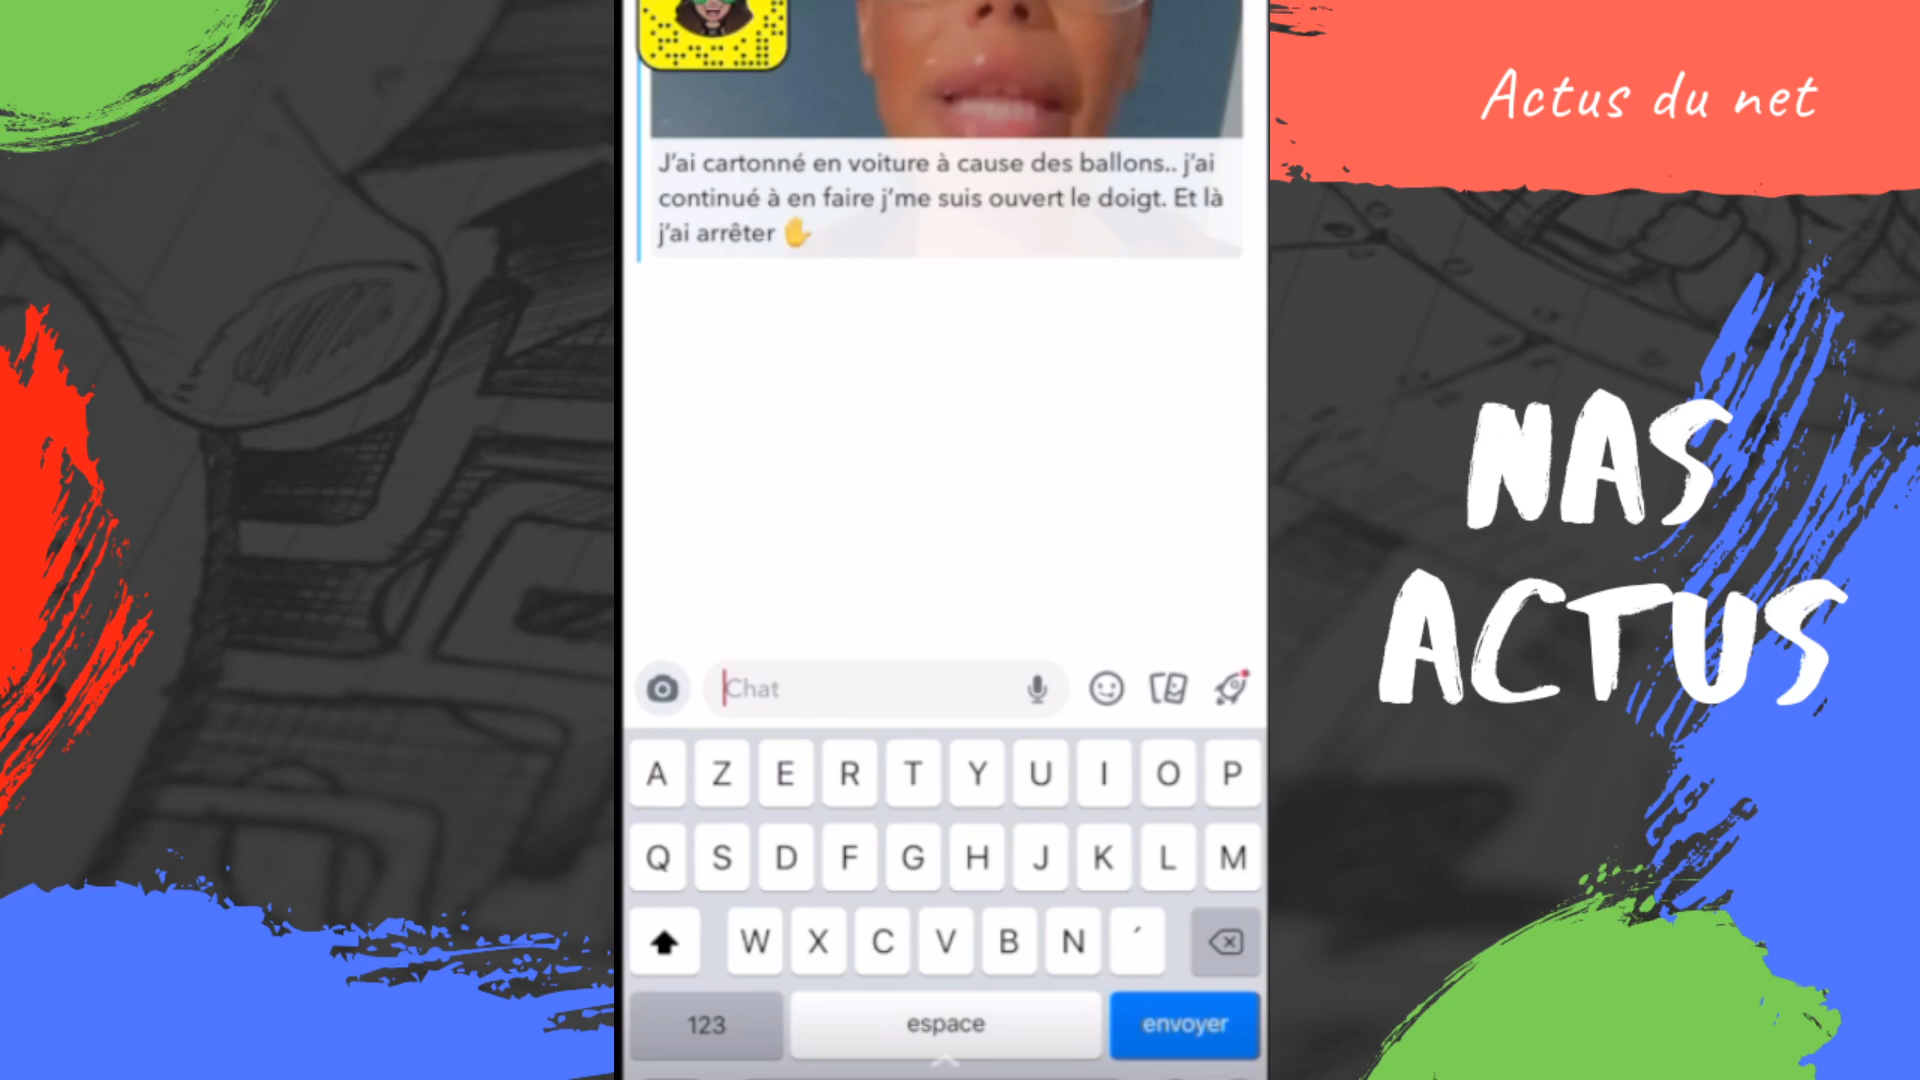 Actus du net
J'ai cartonné en voiture à cause des ballons.. j'ai
continué à en faire j'me suis ouvert le doigt. Et là
j'ai arrêter ✋
NAS
ACTUS
Chat
A Z E R T Y U I O P
Q S D F G H J K L M
W X C V B N ´
123 espace envoyer